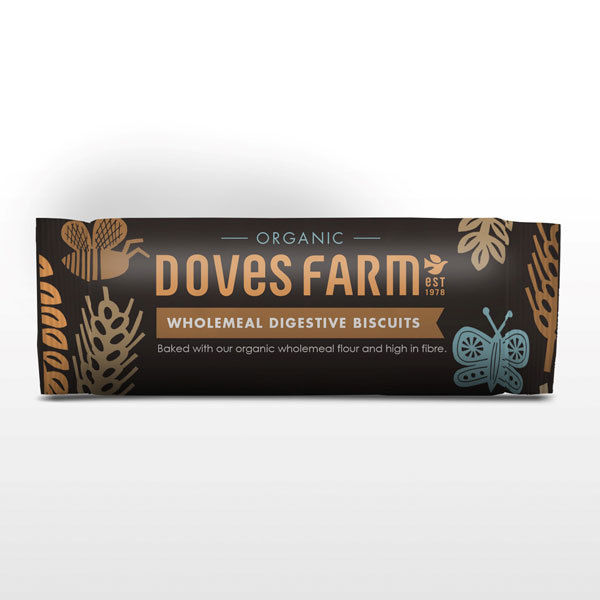 ORGANIC
DOVES FARM
EST
1978
WHOLEMEAL DIGESTIVE BISCUITS
Baked with our organic wholemeal flour and high in fibre.